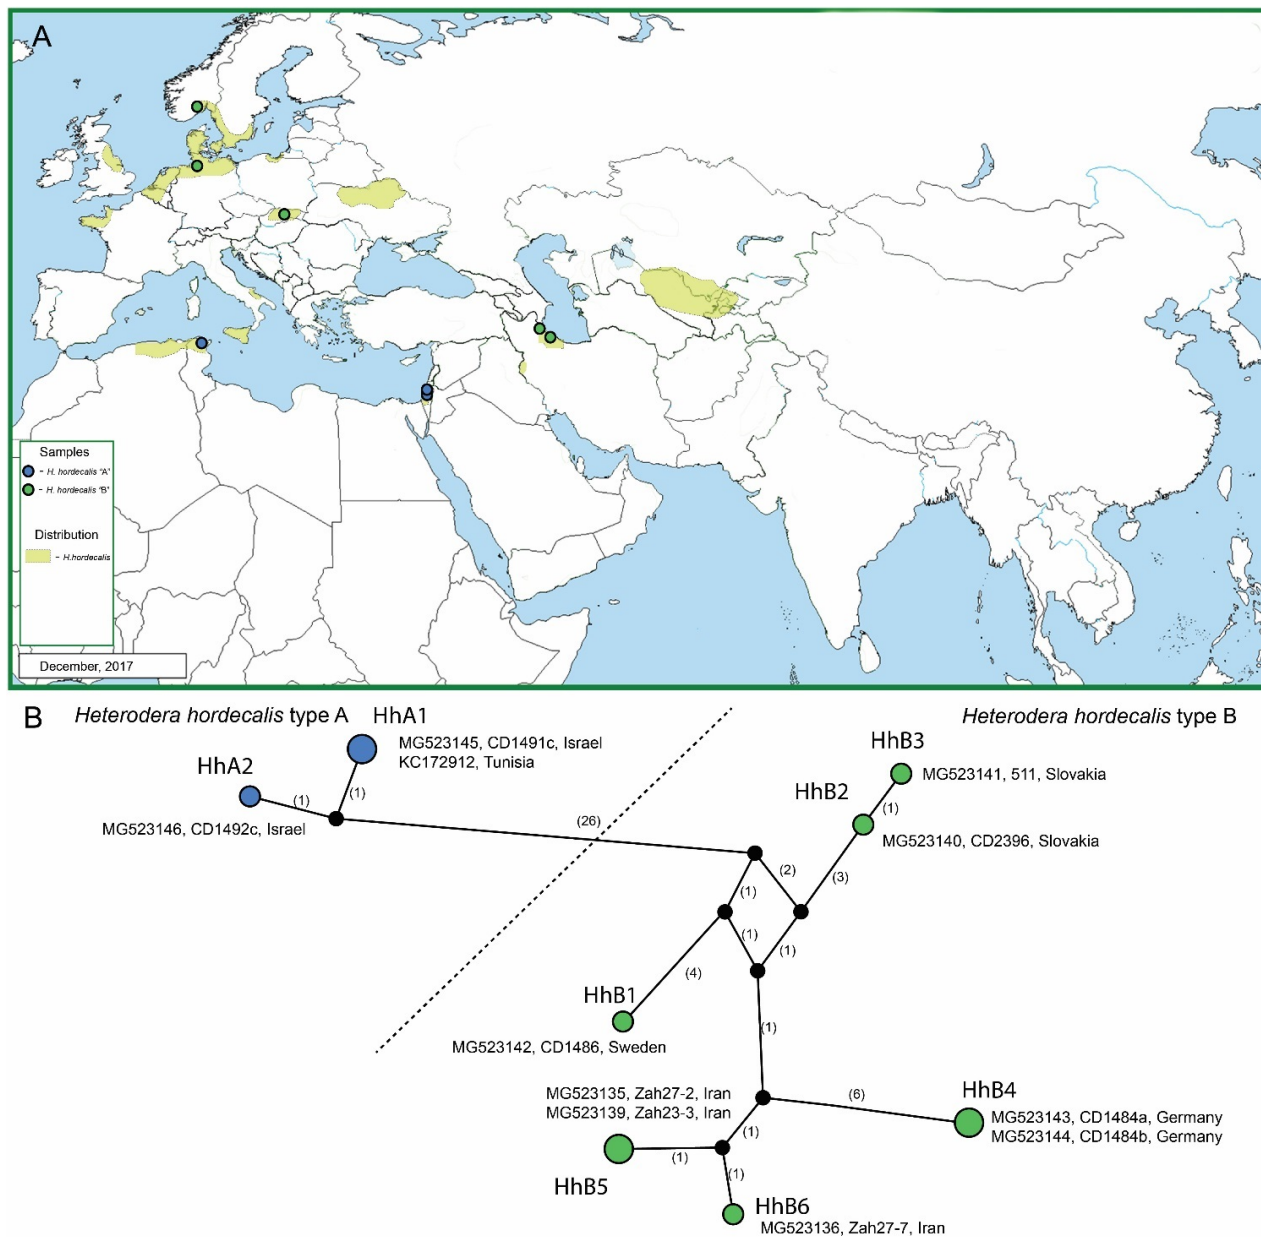 A
Samples
- H. hordecalis "A"
- H. hordecalis "B"
Distribution
- H.hordecalis
December, 2017
B
Heterodera hordecalis type A
HhA1
Heterodera hordecalis type B
MG523145, CD1491c, Israel
KC172912, Tunisia
HhA2
(1)
(1)
MG523146, CD1492c, Israel
(26)
HhB3
MG523141, 511, Slovakia
HhB2
(1)
MG523140, CD2396, Slovakia
(2)
(3)
(1)
(1)
(1)
(4)
HhB1
MG523142, CD1486, Sweden
(1)
MG523135, Zah27-2, Iran
MG523139, Zah23-3, Iran
(6)
HhB4
MG523143, CD1484a, Germany
MG523144, CD1484b, Germany
(1)
(1)
HhB5
(1)
HhB6
MG523136, Zah27-7, Iran